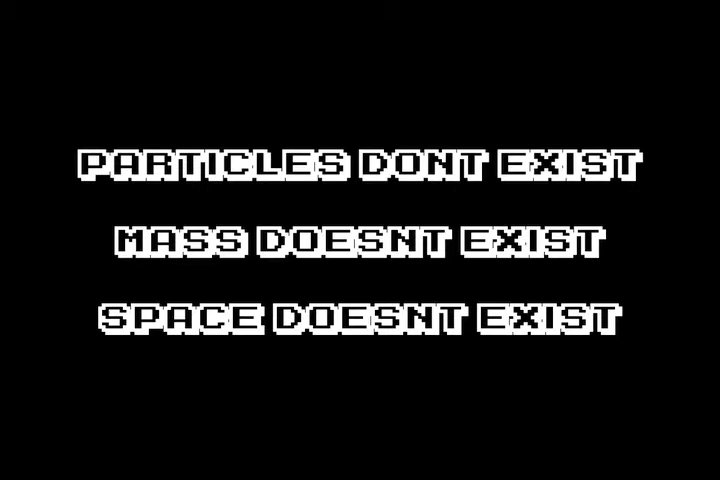 PARTICLES DONT EXIST
MASS DOESNT EXIST
SPACE DOESNT EXIST